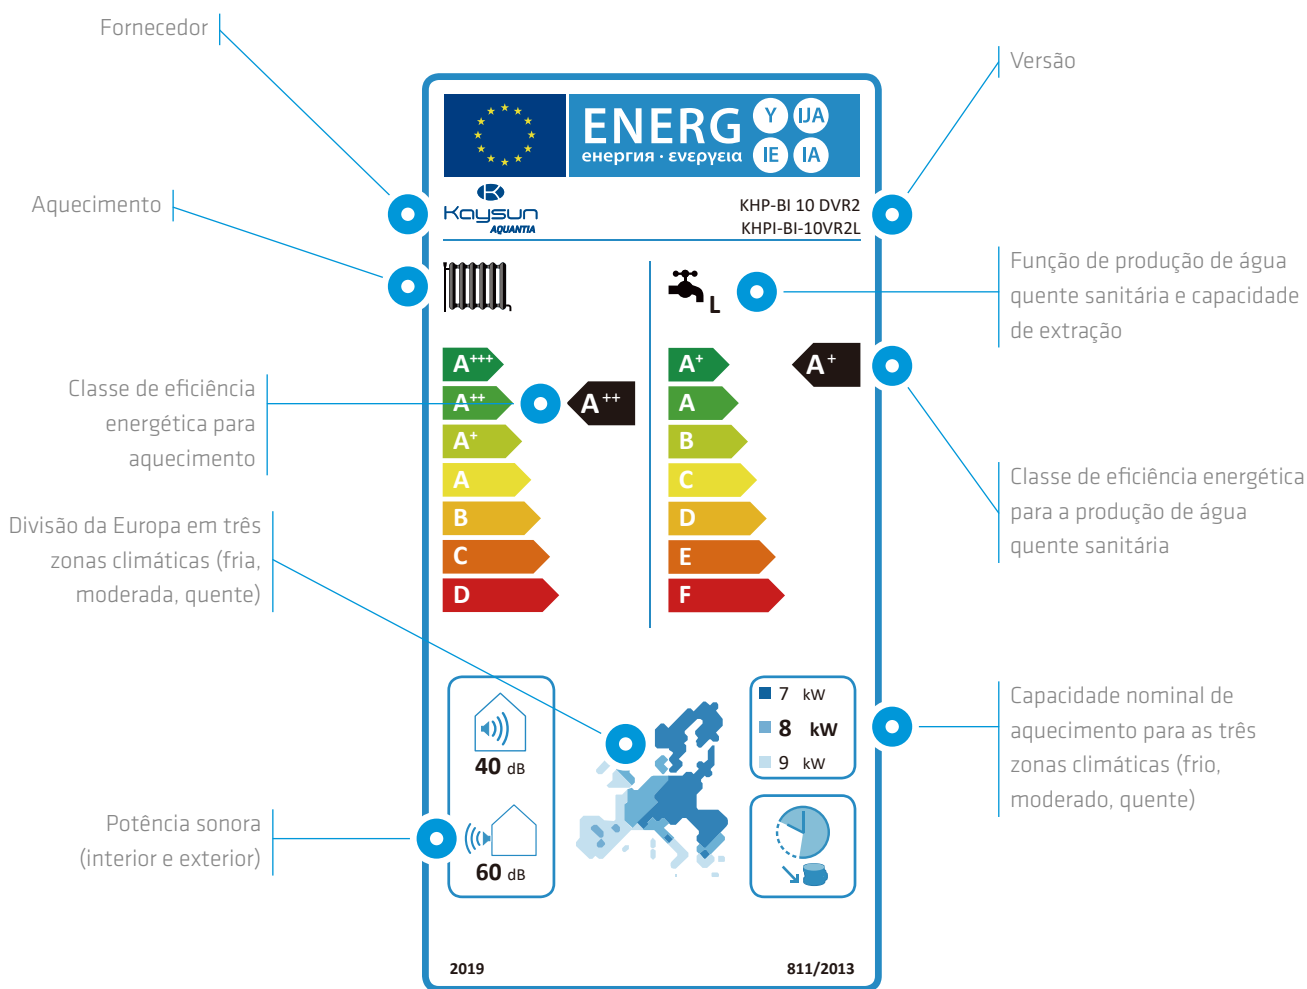 Fornecedor
Versão
ENERG
енергия · ενεργεια
Y
IJA
IE
IA
Aquecimento
Kaysun
AQUANTIA
KHP-BI 10 DVR2
KHPI-BI-10VR2L
Função de produção de água
quente sanitária e capacidade
de extração
L
A+++
A++
A+
A
B
C
D
A++
A+
A
B
C
D
E
F
A+
Classe de eficiência
energética para
aquecimento
Classe de eficiência energética
para a produção de água
quente sanitária
Divisão da Europa em três
zonas climáticas (fria,
moderada, quente)
40 dB
60 dB
7 kW
8 kW
9 kW
Capacidade nominal de
aquecimento para as três
zonas climáticas (frio,
moderado, quente)
Potência sonora
(interior e exterior)
2019
811/2013